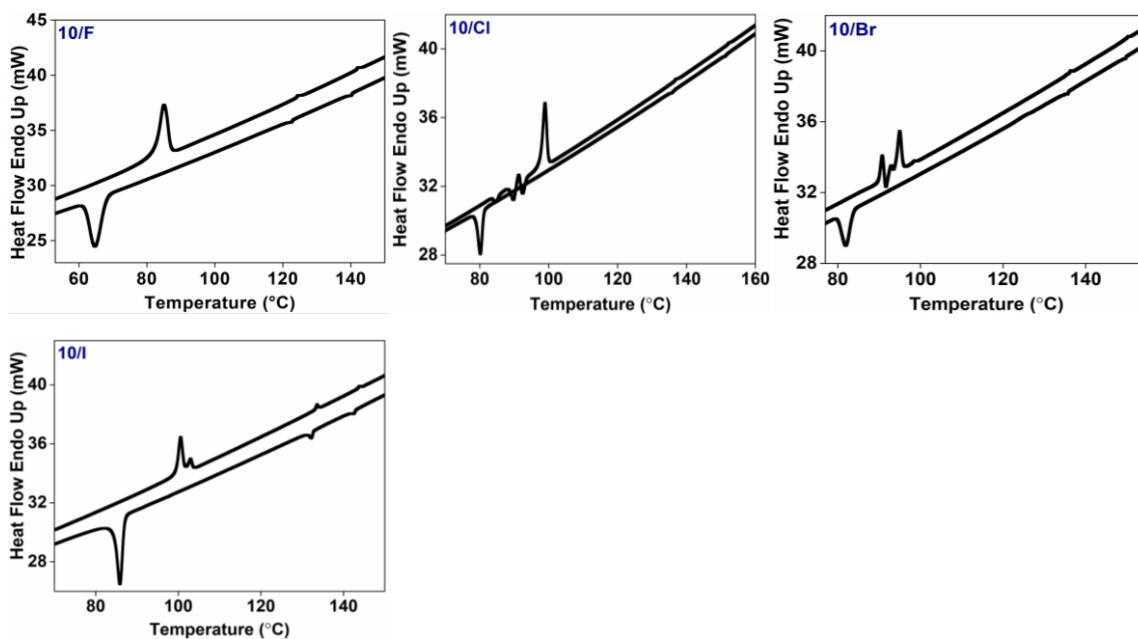 10/F
Heat Flow Endo Up (mW)
45
40
35
30
25
60 80 100 120 140
Temperature (°C)
10/Cl
Heat Flow Endo Up (mW)
40
36
32
28
80 100 120 140 160
Temperature (°C)
10/Br
Heat Flow Endo Up (mW)
40
36
32
28
80 100 120 140
Temperature (°C)
10/I
Heat Flow Endo Up (mW)
40
36
32
28
80 100 120 140
Temperature (°C)